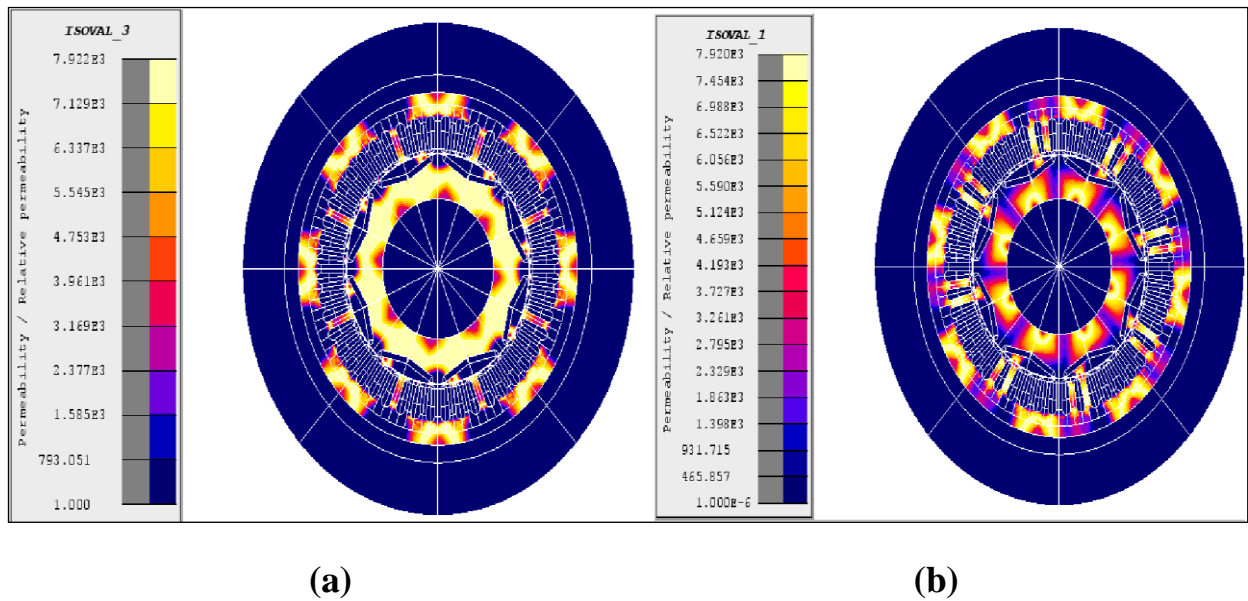 ISOVAL_3
7.922E3
7.129E3
6.337E3
5.545E3
4.753E3
3.961E3
3.169E3
2.377E3
1.585E3
793.051
1.000
Permeability / Relative permeability
ISOVAL_1
7.920E3
7.454E3
6.988E3
6.522E3
6.056E3
5.590E3
5.124E3
4.659E3
4.193E3
3.727E3
3.261E3
2.795E3
2.329E3
1.863E3
1.398E3
931.715
465.857
1.000E-6
Permeability / Relative permeability
(a)
(b)